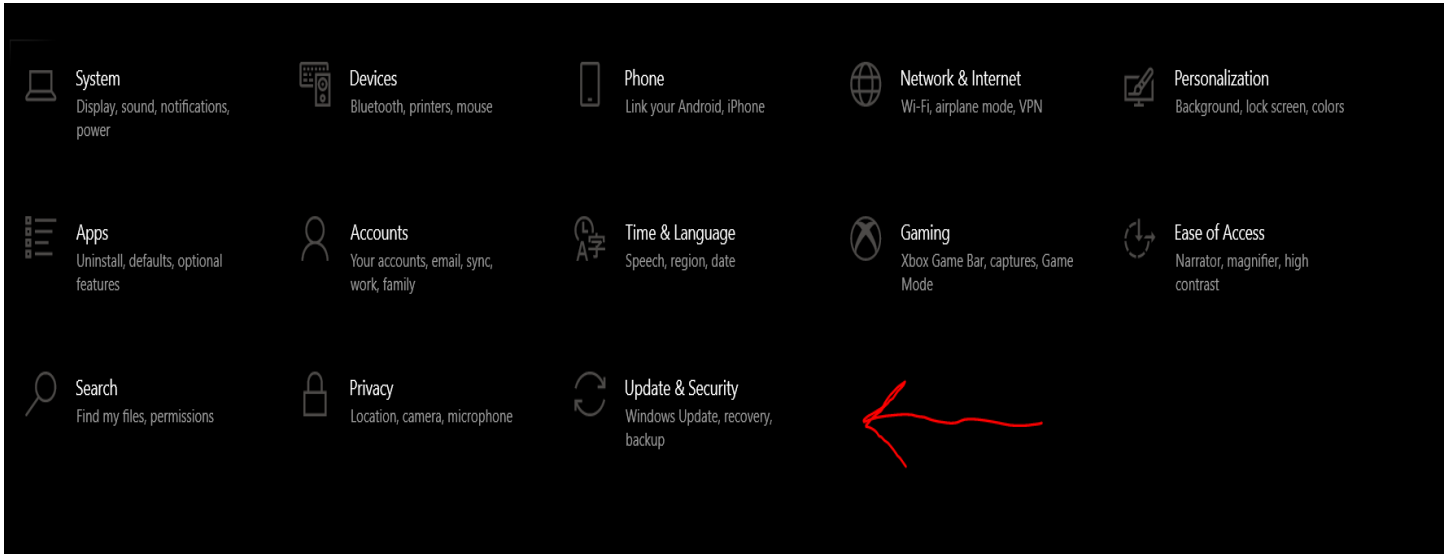 System
Display, sound, notifications,
power
Devices
Bluetooth, printers, mouse
Phone
Link your Android, iPhone
Network & Internet
Wi-Fi, airplane mode, VPN
Personalization
Background, lock screen, colors
Apps
Uninstall, defaults, optional
features
Accounts
Your accounts, email, sync,
work, family
Time & Language
Speech, region, date
Gaming
Xbox Game Bar, captures, Game
Mode
Ease of Access
Narrator, magnifier, high
contrast
Search
Find my files, permissions
Privacy
Location, camera, microphone
Update & Security
Windows Update, recovery,
backup